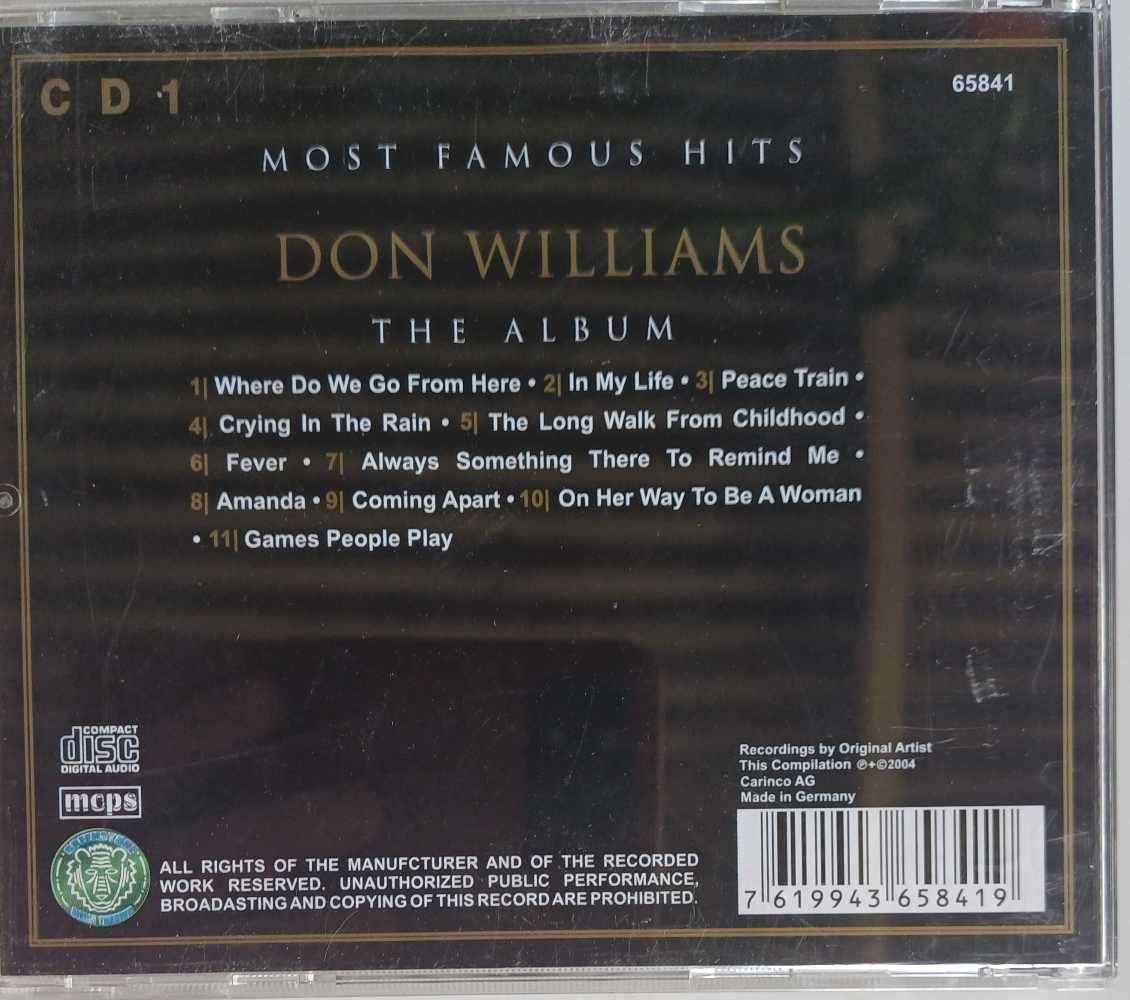 CD 1
65841
MOST FAMOUS HITS
DON WILLIAMS
THE ALBUM
1| Where Do We Go From Here • 2| In My Life • 3| Peace Train •
4| Crying In The Rain • 5| The Long Walk From Childhood •
6| Fever • 7| Always Something There To Remind Me •
8| Amanda • 9| Coming Apart • 10| On Her Way To Be A Woman
• 11| Games People Play
COMPACT
disc
DIGITAL AUDIO
mcps
Recordings by Original Artist
This Compilation ℗+©2004
Carinco AG
Made in Germany
ALL RIGHTS OF THE MANUFCTURER AND OF THE RECORDED
WORK RESERVED. UNAUTHORIZED PUBLIC PERFORMANCE,
BROADASTING AND COPYING OF THIS RECORD ARE PROHIBITED.
7 619943 658419